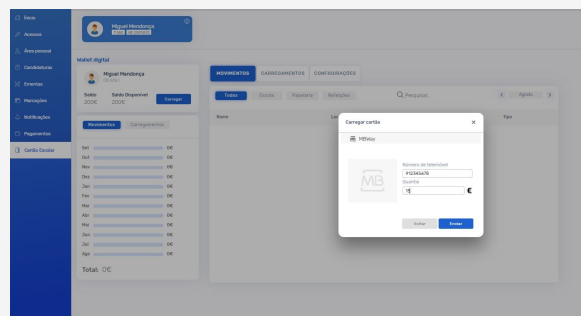 Início
Acessos
Área pessoal
Candidaturas
Ementas
Marcações
Notificações
Pagamentos
Cartão Escolar
Miguel Mendonça
Wallet digital
Miguel Mendonça
Saldo
Saldo Disponível
200€
200€
Carregar
Movimentos
Carregamentos
Set 0€
Out 0€
Nov 0€
Dez 0€
Jan 0€
Fev 0€
Mar 0€
Abr 0€
Mai 0€
Jun 0€
Jul 0€
Ago 0€
Total: 0€
MOVIMENTOS
CARREGAMENTOS
CONFIGURAÇÕES
Todas
Escola
Papelaria
Refeições
Pesquisar...
Agosto
Nome
Tipo
Carregar cartão
MBWay
MB
Número de telemóvel
912345678
Quantia
15
€
Voltar
Enviar